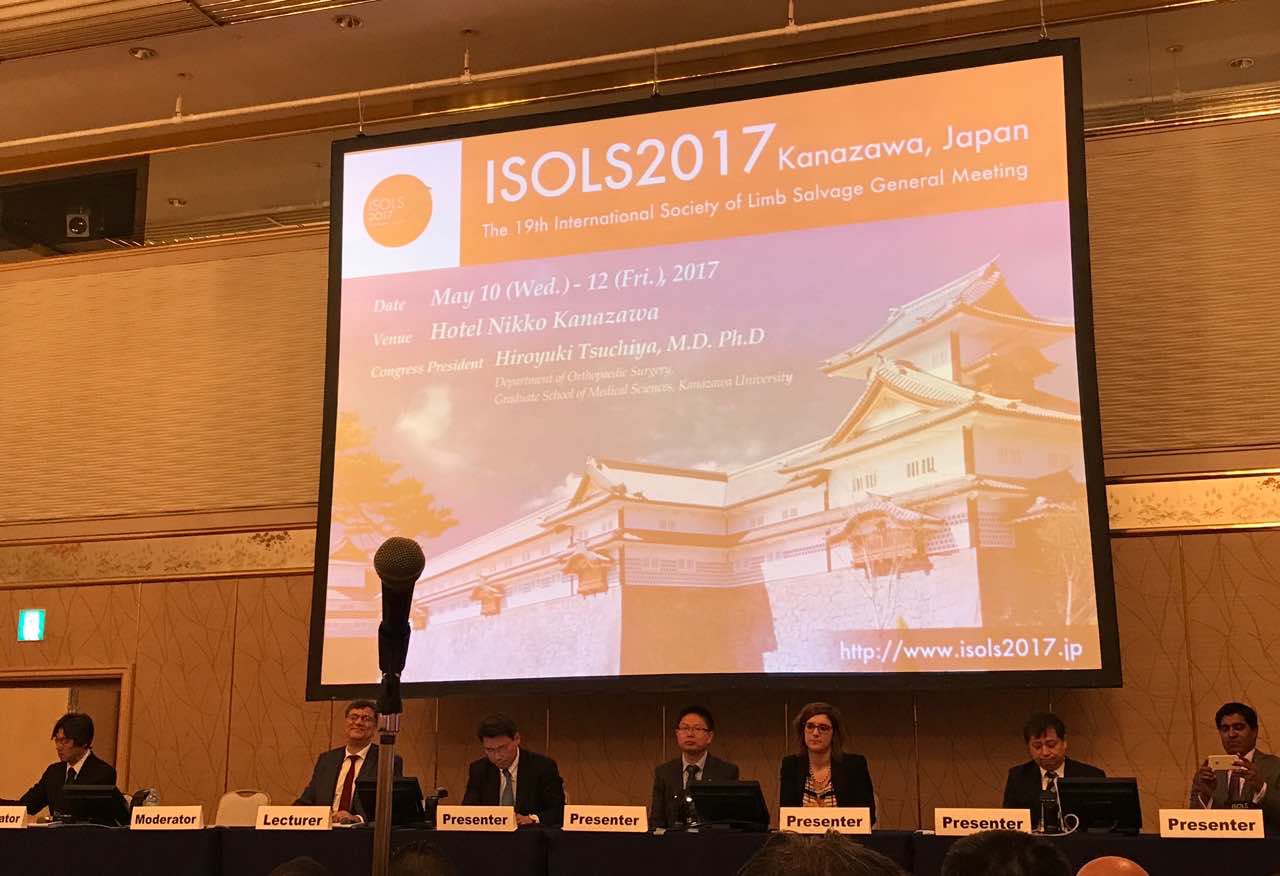 ISOLS
2017
ISOLS2017 Kanazawa, Japan
The 19th International Society of Limb Salvage General Meeting
Date May 10 (Wed.) - 12 (Fri.), 2017
Venue Hotel Nikko Kanazawa
Congress President Hiroyuki Tsuchiya, M.D. Ph.D
Department of Orthopaedic Surgery,
Graduate School of Medical Sciences, Kanazawa University
http://www.isols2017.jp
ator
Moderator
Lecturer
Presenter
Presenter
Presenter
Presenter
Presenter
ISOLS